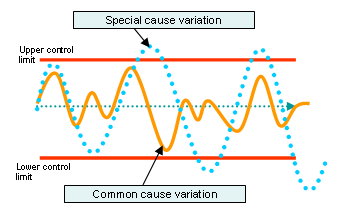 Special cause variation
Upper control
limit
Lower control
limit
Common cause variation